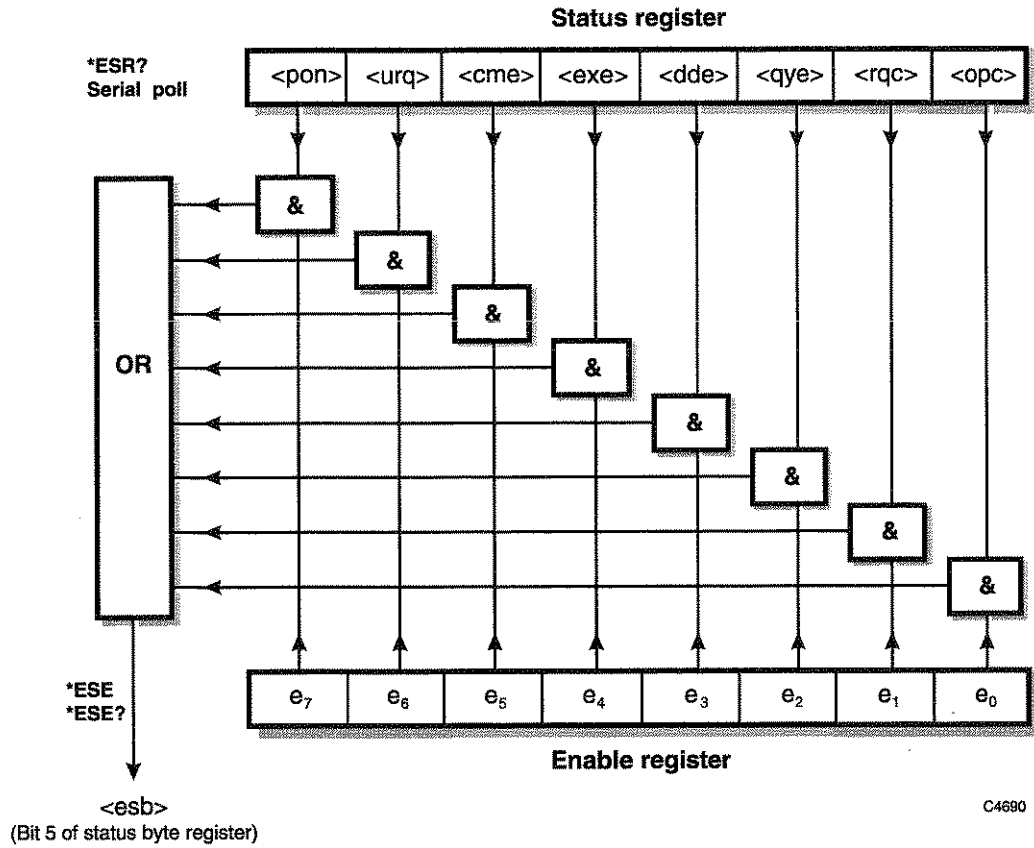 Status register
*ESR?
Serial poll
<pon> <urq> <cme> <exe> <dde> <qye> <rqc> <opc>
&
&
&
&
OR
&
&
&
&
*ESE
*ESE?
e₇ e₆ e₅ e₄ e₃ e₂ e₁ e₀
Enable register
<esb>
(Bit 5 of status byte register)
C4690